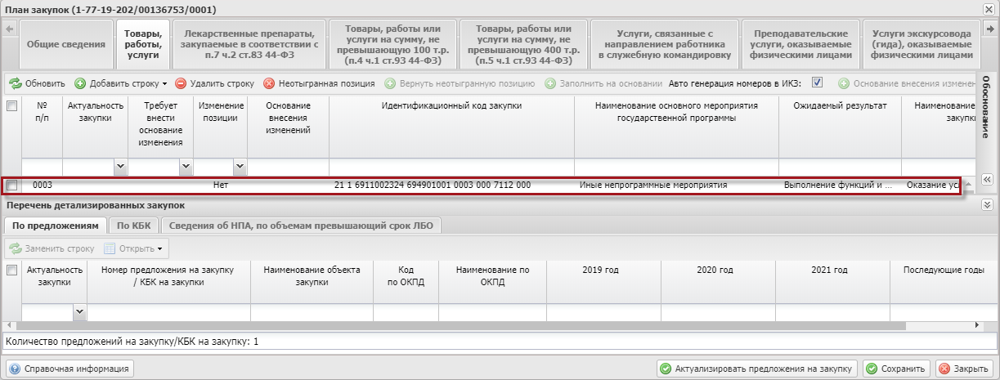 План закупок (1-77-19-202/00136753/0001)
Общие сведения
Товары,
работы,
услуги
Лекарственные препараты,
закупаемые в соответствии с
п.7 ч.2 ст.83 44-ФЗ
Товары, работы или
услуги на сумму, не
превышающую 100 т.р.
(п.4 ч.1 ст.93 44-ФЗ)
Товары, работы или
услуги на сумму, не
превышающую 400 т.р.
(п.5 ч.1 ст.93 44-ФЗ)
Услуги, связанные с
направлением работника
в служебную командировку
Преподавательские
услуги, оказываемые
физическими лицами
Услуги экскурсовода
(гида), оказываемые
физическими лицами
Обновить Добавить строку Удалить строку Неотыгранная позиция Вернуть неотыгранную позицию Заполнить на основании Авто генерация номеров в ИКЗ: Основание внесения изменен
Обоснование
№
п/п
Актуальность
закупки
Требует
внести
основание
изменения
Изменение
позиции
Основание
внесения
изменений
Идентификационный код закупки
Наименование основного мероприятия
государственной программы
Ожидаемый результат
Наименование
закупки
0003 Нет 21 1 6911002324 694901001 0003 000 7112 000 Иные непрограммные мероприятия Выполнение функций и ... Оказание усл
Перечень детализированных закупок
По предложениям По КБК Сведения об НПА, по объемам превышающий срок ЛБО
Заменить строку Открыть
Актуальность
закупки
Номер предложения на закупку
/ КБК на закупки
Наименование объекта
закупки
Код
по ОКПД
Наименование по
ОКПД
2019 год
2020 год
2021 год
Последующие годы
Количество предложений на закупку/КБК на закупку: 1
Справочная информация Актуализировать предложения на закупку Сохранить Закрыть